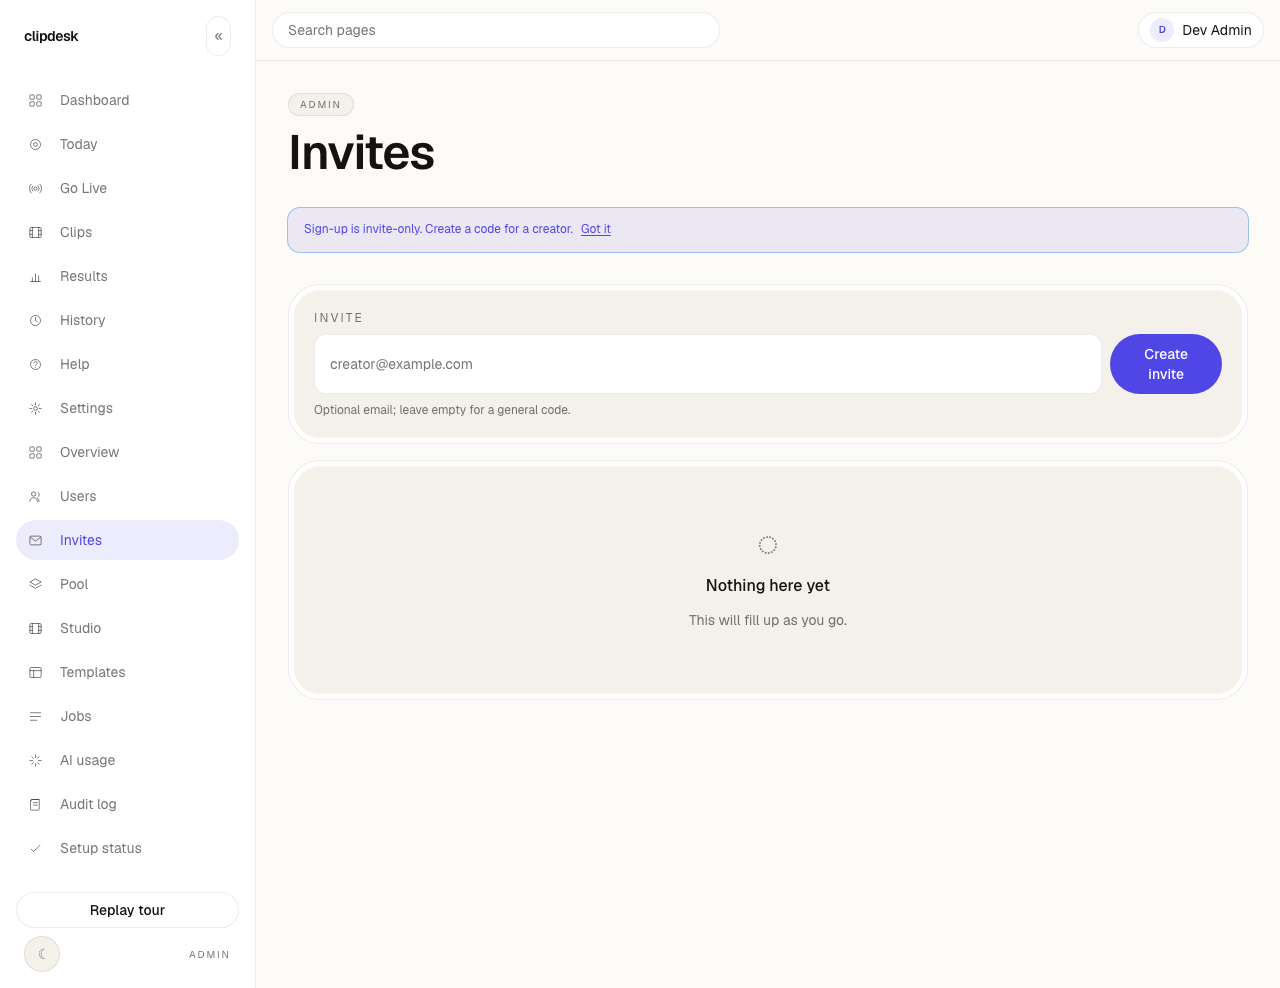 clipdesk
«
Search pages
D
Dev Admin
Dashboard
Today
Go Live
Clips
Results
History
Help
Settings
Overview
Users
Invites
Pool
Studio
Templates
Jobs
AI usage
Audit log
Setup status
Replay tour
ADMIN
ADMIN
Invites
Sign-up is invite-only. Create a code for a creator. Got it
INVITE
creator@example.com
Create
invite
Optional email; leave empty for a general code.
Nothing here yet
This will fill up as you go.